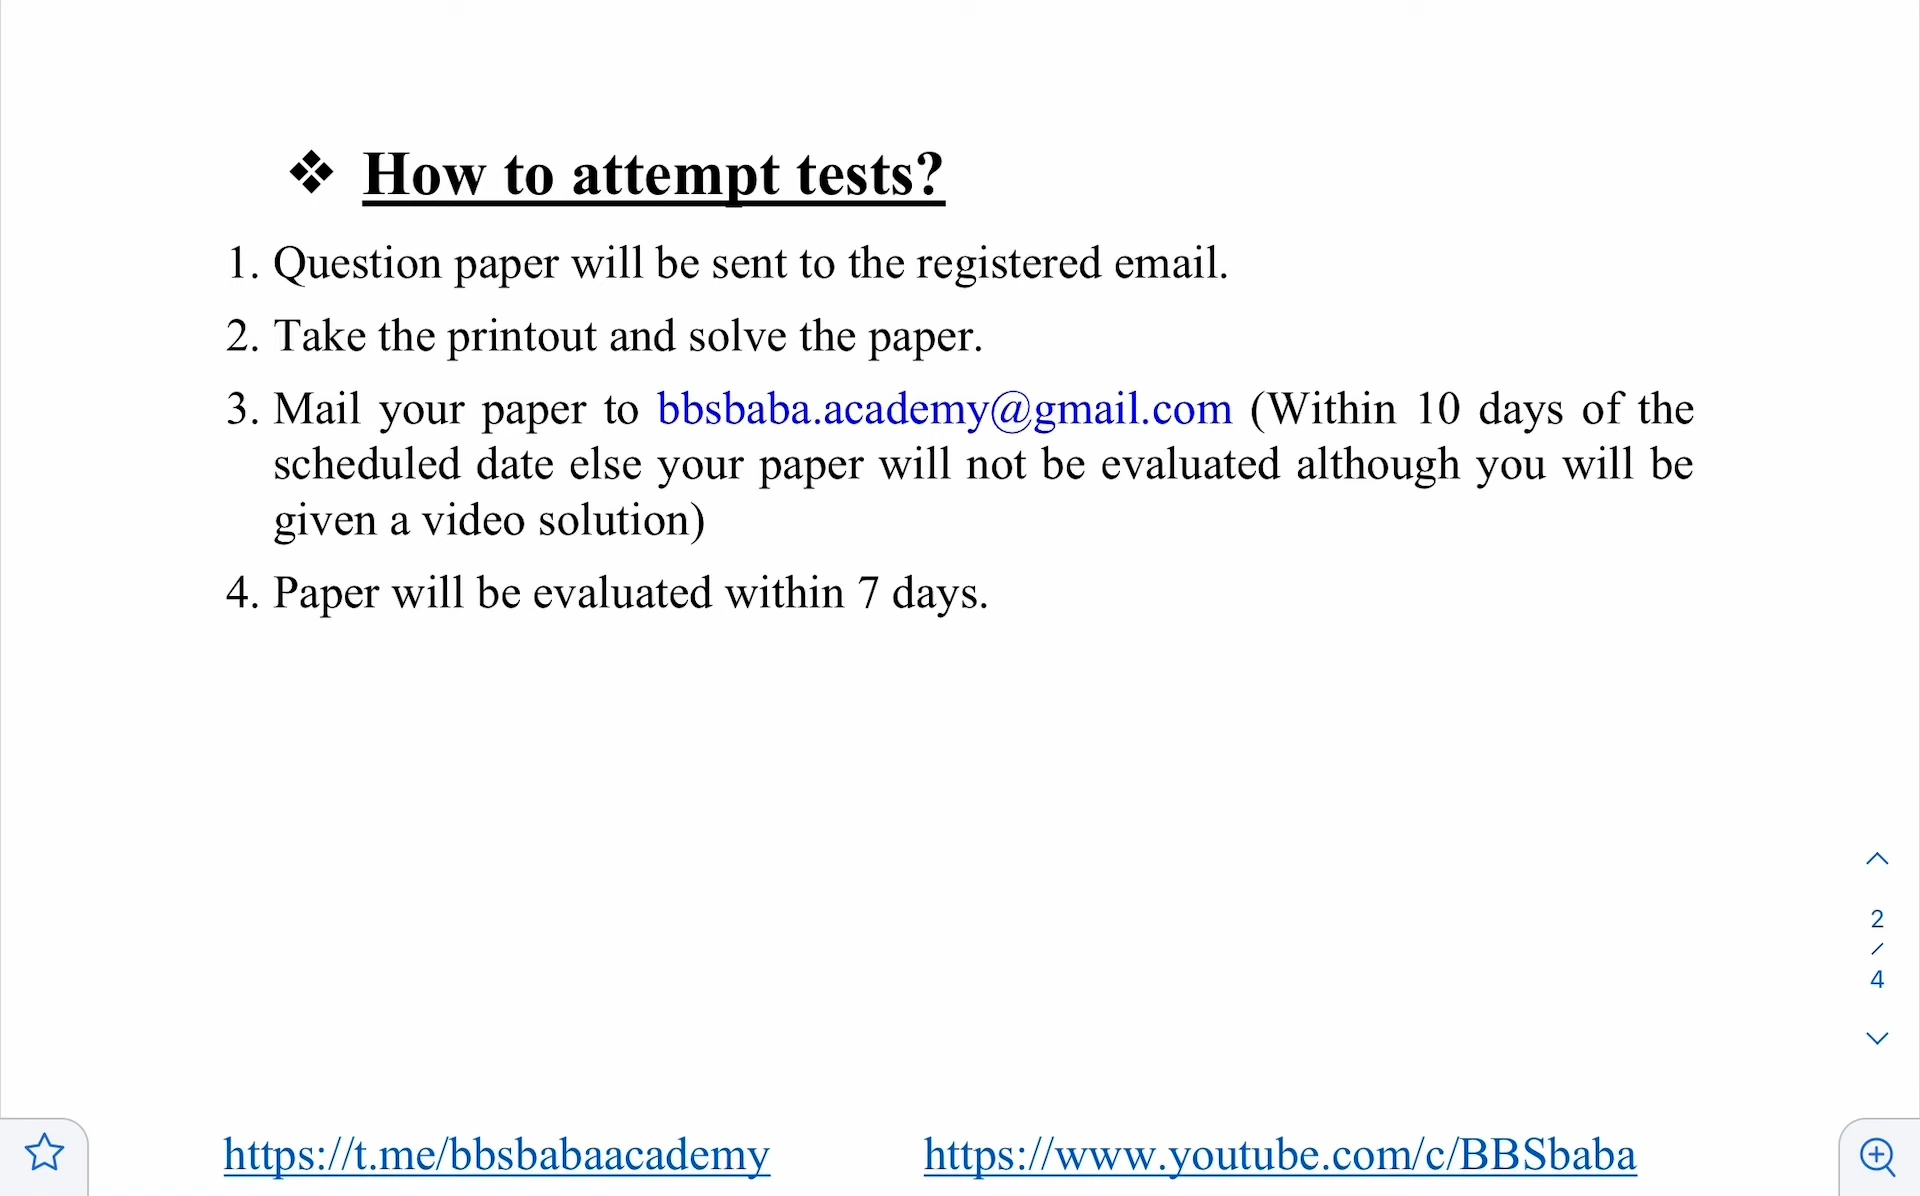 ❖ How to attempt tests?
1. Question paper will be sent to the registered email.
2. Take the printout and solve the paper.
3. Mail your paper to bbsbaba.academy@gmail.com (Within 10 days of the
scheduled date else your paper will not be evaluated although you will be
given a video solution)
4. Paper will be evaluated within 7 days.
2
/
4
https://t.me/bbsbabaacademy https://www.youtube.com/c/BBSbaba